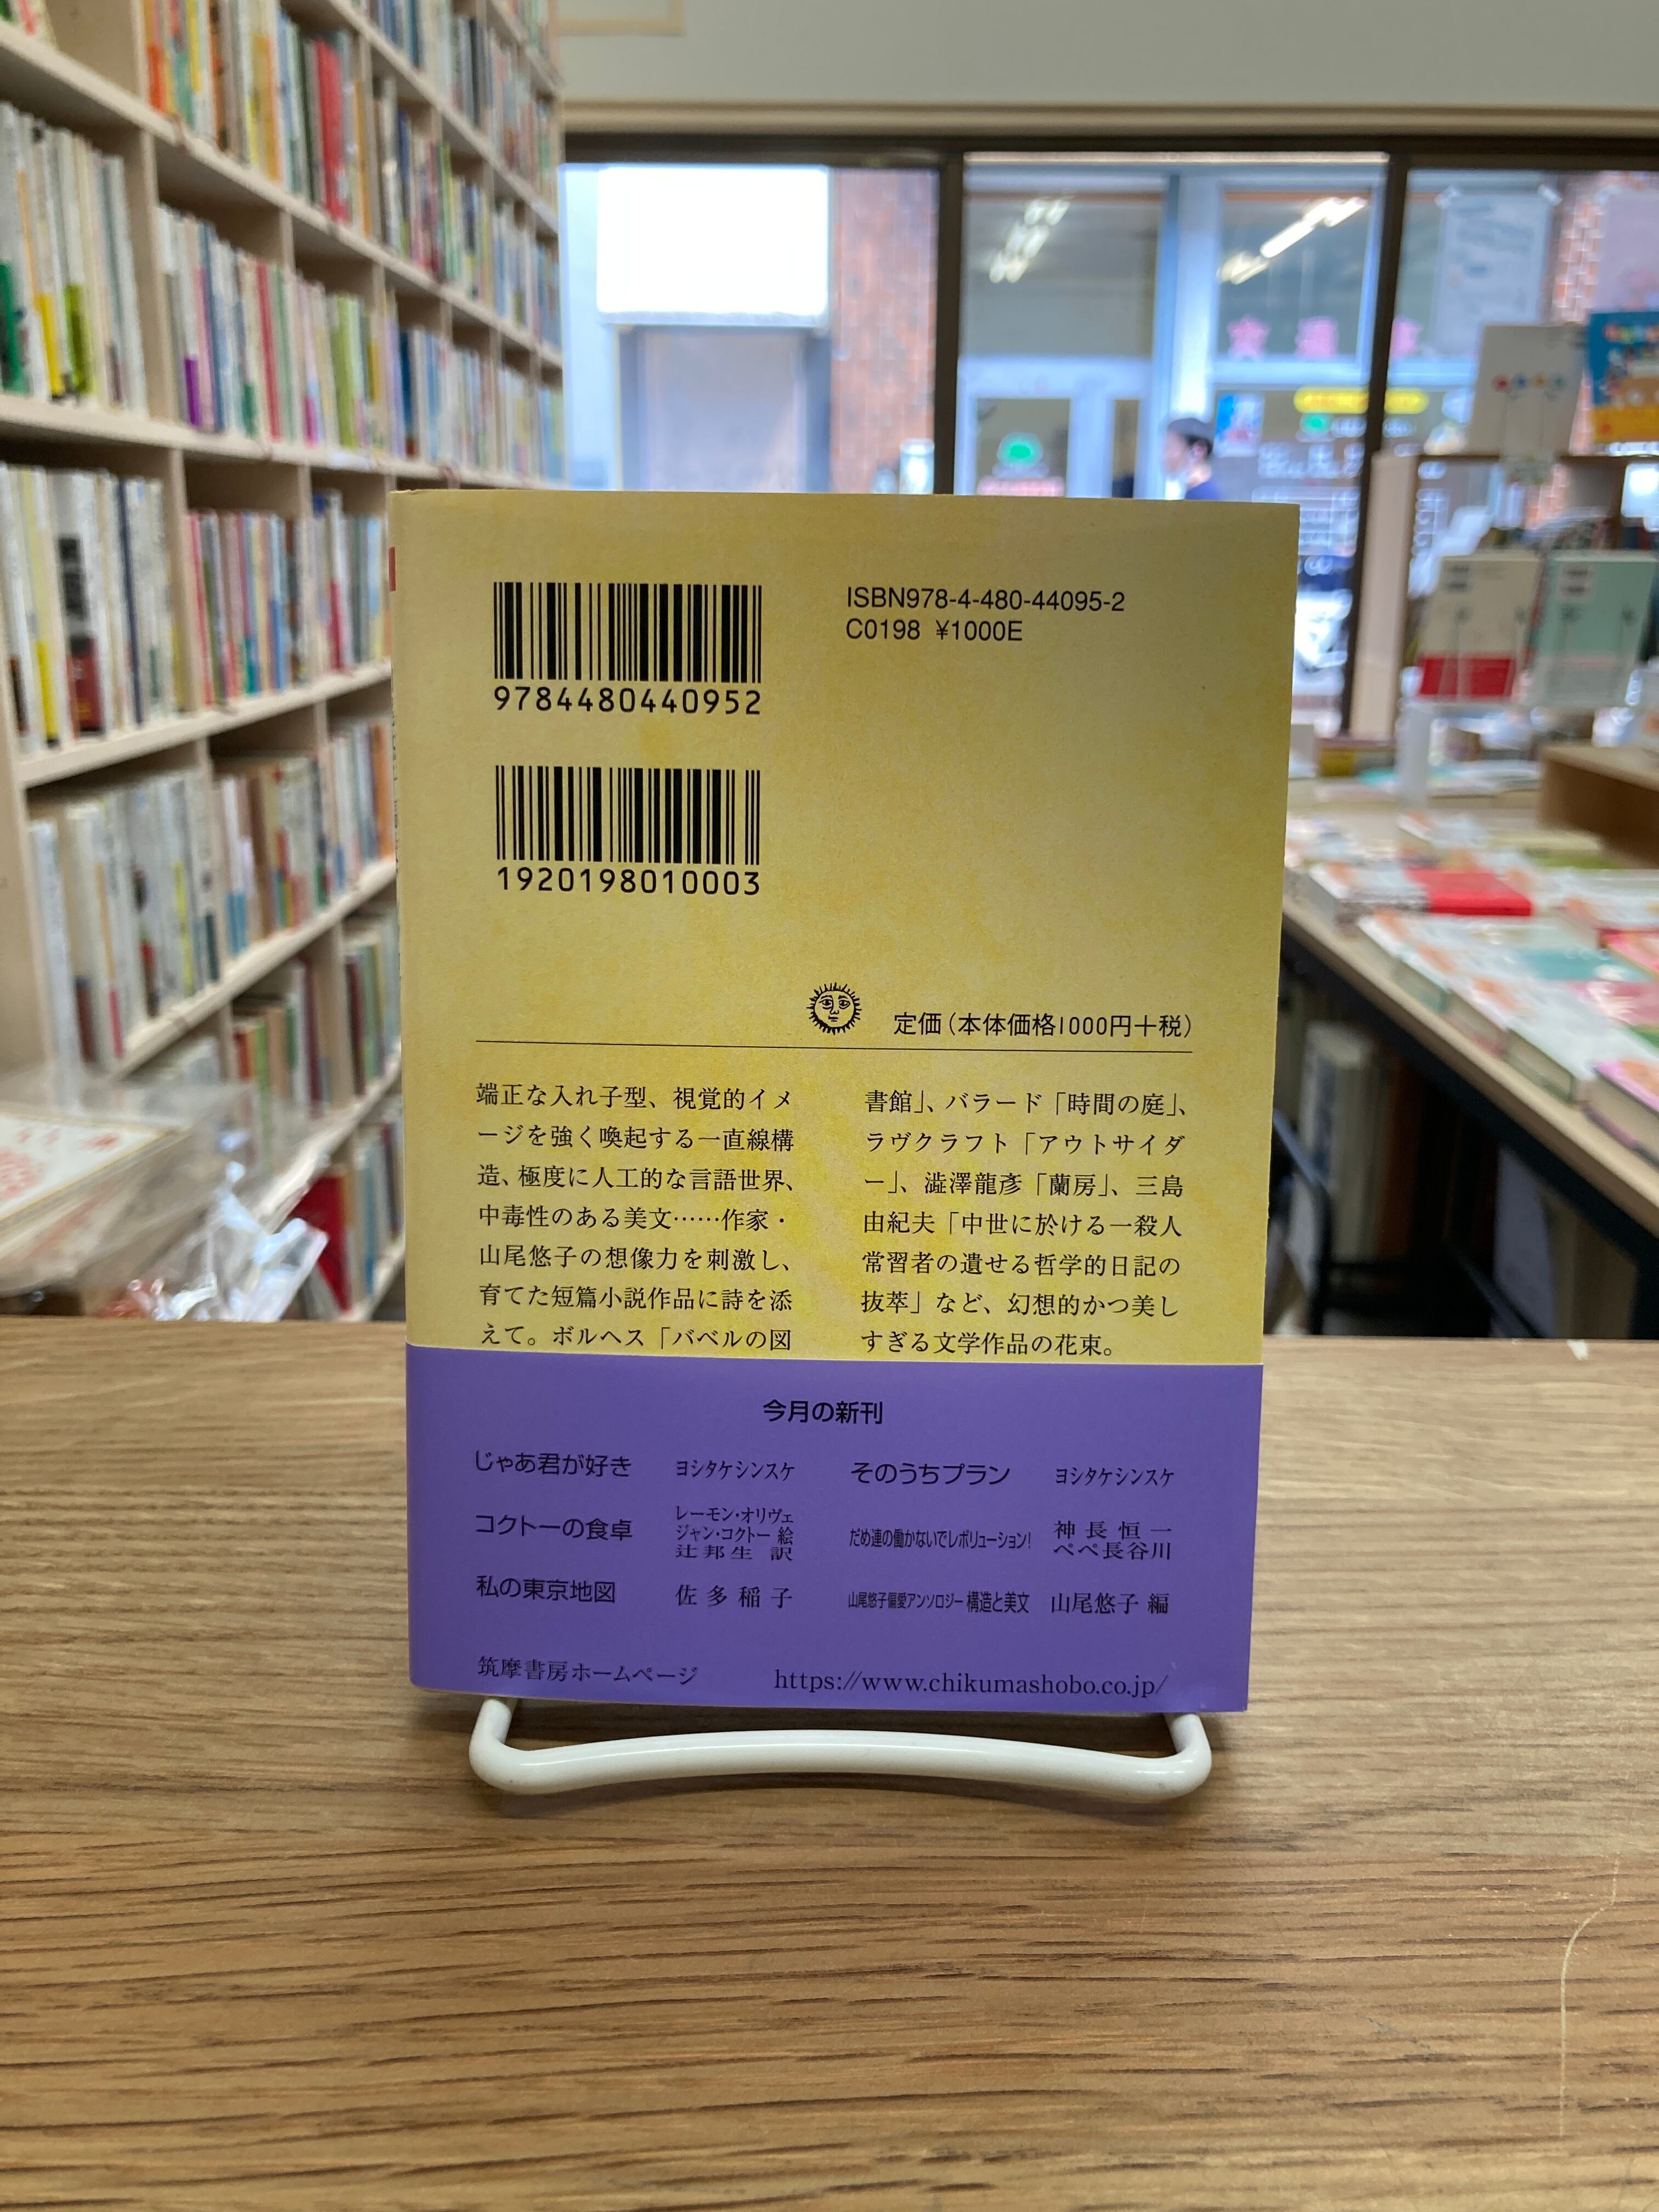 ISBN978-4-480-44095-2
C0198 ¥1000E
9784480440952
1920198010003
定価(本体価格1000円+税)
端正な入れ子型、視覚的イメ
ージを強く喚起する一直線構
造、極度に人工的な言語世界、
中毒性のある美文……作家・
山尾悠子の想像力を刺激し、
育てた短篇小説作品に詩を添
えて。ボルヘス「バベルの図
書館」、バラード「時間の庭」、
ラヴクラフト「アウトサイダ
ー」、澁澤龍彥「蘭房」、三島
由紀夫「中世に於ける一殺人
常習者の遺せる哲学的日記の
抜萃」など、幻想的かつ美し
すぎる文学作品の花束。
今月の新刊
じゃあ君が好き ヨシタケシンスケ
コクトーの食卓 レーモン・オリヴェ
ジャン・コクトー 絵
辻邦生 訳
私の東京地図 佐多稲子
そのうちプラン ヨシタケシンスケ
だめ連の働かないでレボリューション! 神長恒一
ペペ長谷川
山尾悠子偏愛アンソロジー 構造と美文 山尾悠子 編
筑摩書房ホームページ https://www.chikumashobo.co.jp/